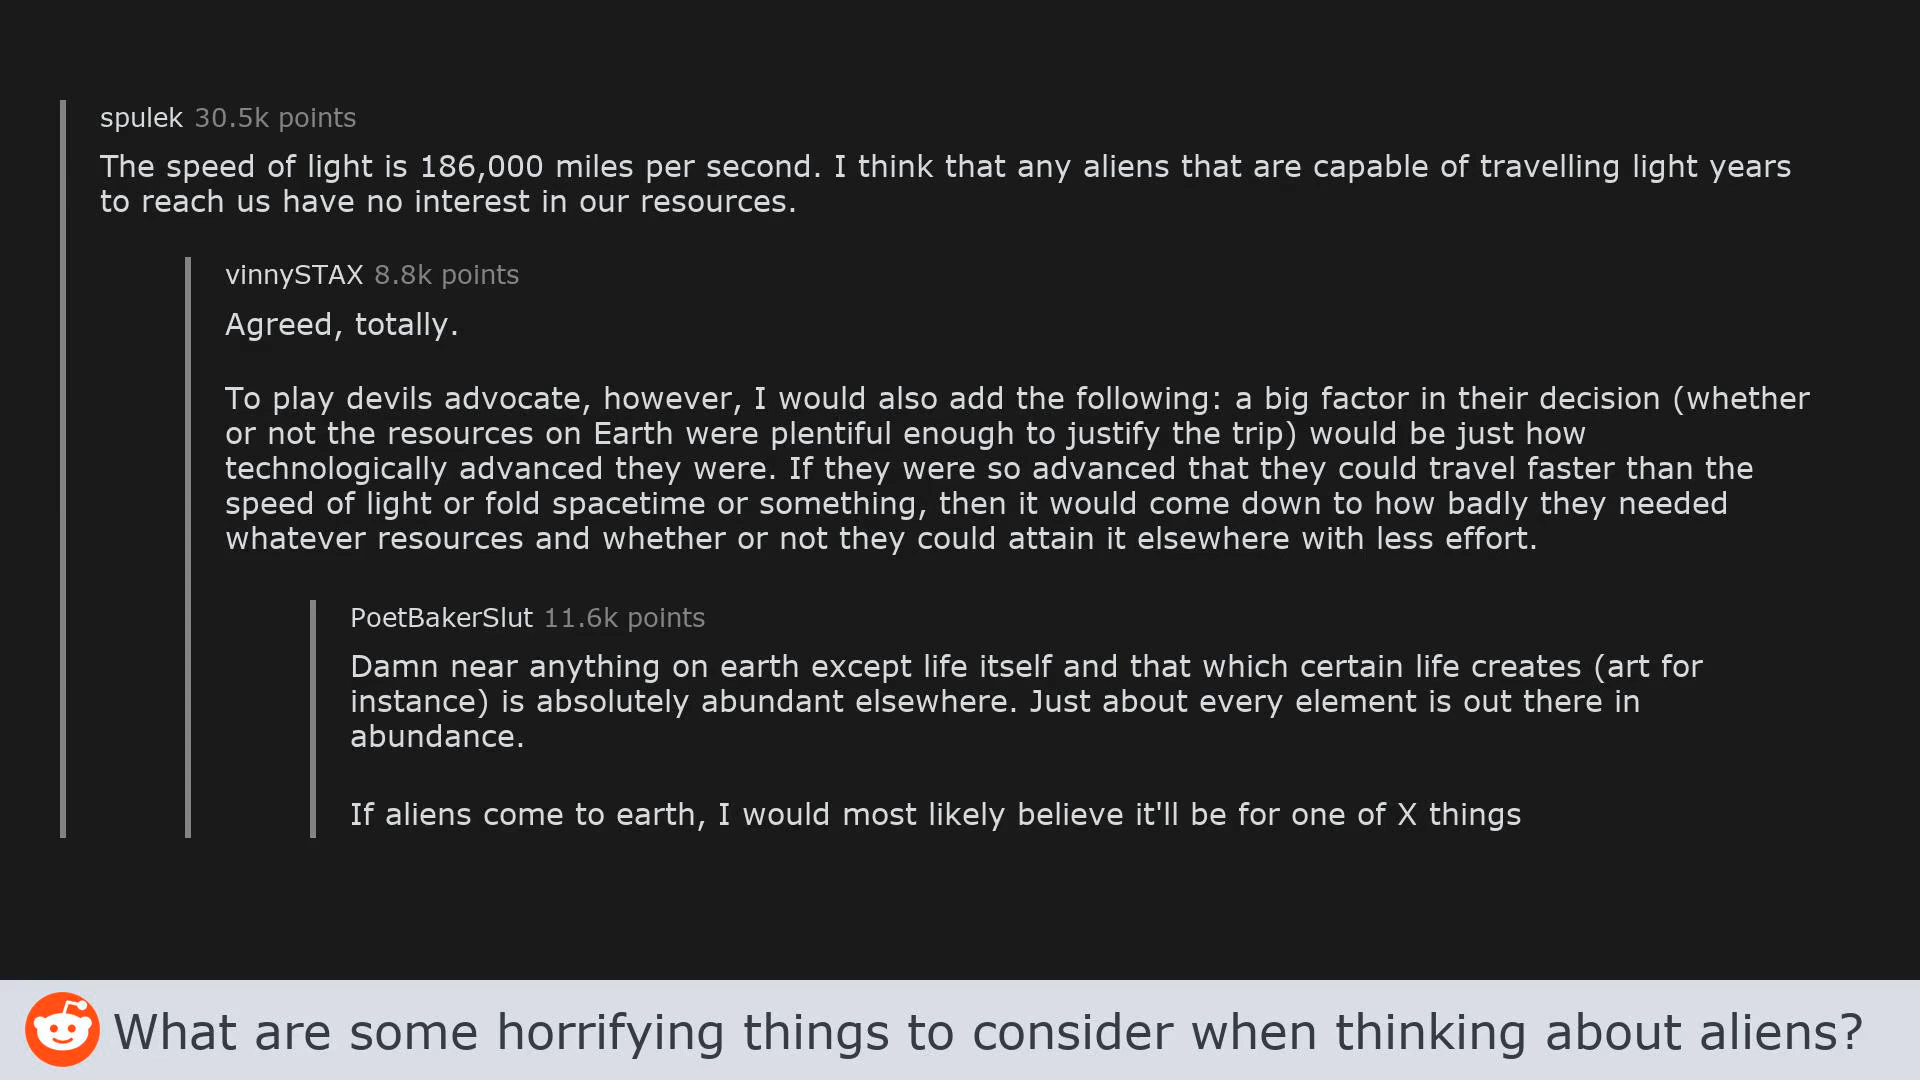 spulek 30.5k points
The speed of light is 186,000 miles per second. I think that any aliens that are capable of travelling light years
to reach us have no interest in our resources.
vinnySTAX 8.8k points
Agreed, totally.
To play devils advocate, however, I would also add the following: a big factor in their decision (whether
or not the resources on Earth were plentiful enough to justify the trip) would be just how
technologically advanced they were. If they were so advanced that they could travel faster than the
speed of light or fold spacetime or something, then it would come down to how badly they needed
whatever resources and whether or not they could attain it elsewhere with less effort.
PoetBakerSlut 11.6k points
Damn near anything on earth except life itself and that which certain life creates (art for
instance) is absolutely abundant elsewhere. Just about every element is out there in
abundance.
If aliens come to earth, I would most likely believe it'll be for one of X things
What are some horrifying things to consider when thinking about aliens?